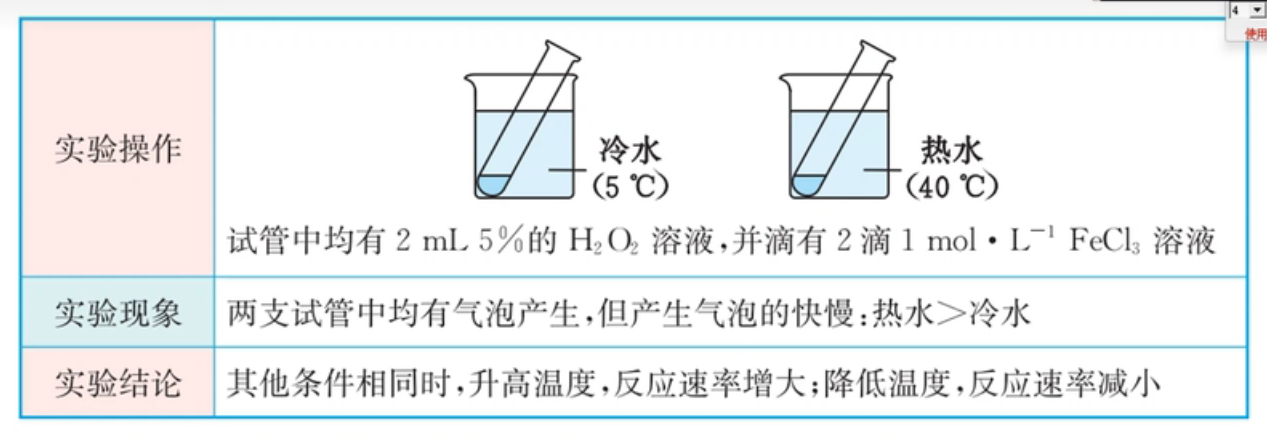 4
使用
实验操作
冷水
(5 ℃)
热水
(40 ℃)
试管中均有 2 mL 5%的 H₂O₂ 溶液,并滴有 2 滴 1 mol·L⁻¹ FeCl₃ 溶液
实验现象
两支试管中均有气泡产生,但产生气泡的快慢:热水>冷水
实验结论
其他条件相同时,升高温度,反应速率增大;降低温度,反应速率减小